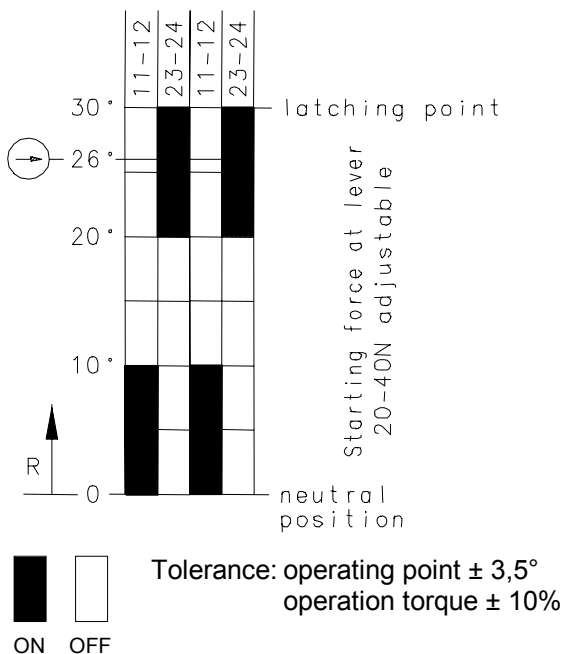 11-12 23-24 11-12 23-24
30° latching point
26°
20°
10°
0 neutral position
R
Starting force at lever
20-40N adjustable
ON OFF
Tolerance: operating point ± 3,5°
operation torque ± 10%